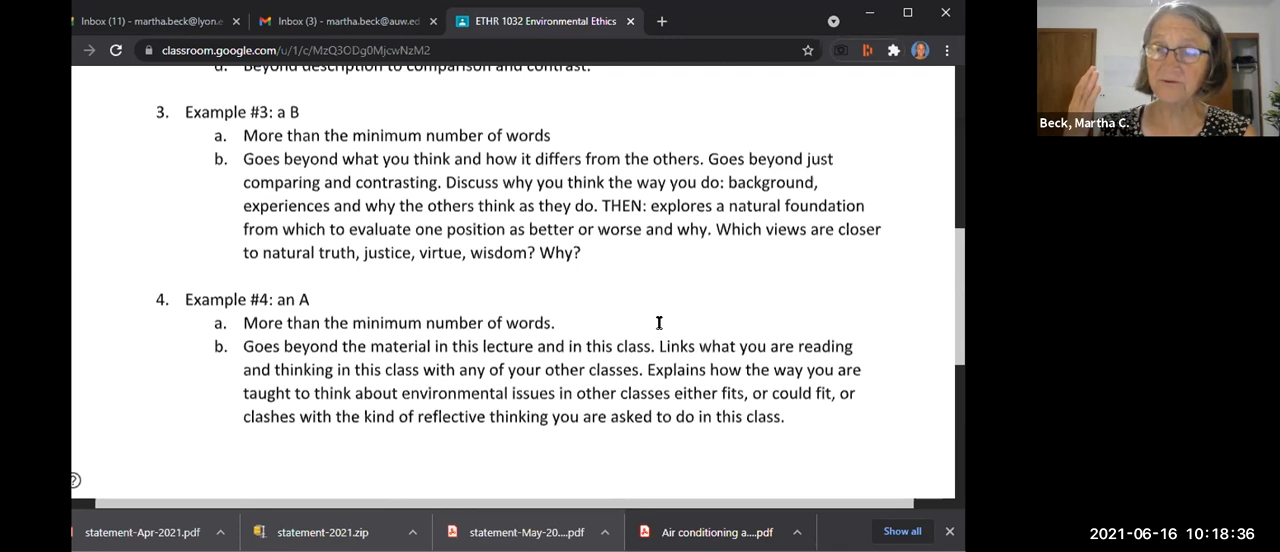 Inbox (11) - martha.beck@lyon.e
Inbox (3) - martha.beck@auw.ed
ETHR 1032 Environmental Ethics
classroom.google.com/u/1/c/MzQ3ODg0MjcwNzM2
d. Beyond description to comparison and contrast.
3. Example #3: a B
a. More than the minimum number of words
b. Goes beyond what you think and how it differs from the others. Goes beyond just
comparing and contrasting. Discuss why you think the way you do: background,
experiences and why the others think as they do. THEN: explores a natural foundation
from which to evaluate one position as better or worse and why. Which views are closer
to natural truth, justice, virtue, wisdom? Why?
4. Example #4: an A
a. More than the minimum number of words.
b. Goes beyond the material in this lecture and in this class. Links what you are reading
and thinking in this class with any of your other classes. Explains how the way you are
taught to think about environmental issues in other classes either fits, or could fit, or
clashes with the kind of reflective thinking you are asked to do in this class.
statement-Apr-2021.pdf
statement-2021.zip
statement-May-20....pdf
Air conditioning a....pdf
Show all
Beck, Martha C.
2021-06-16 10:18:36